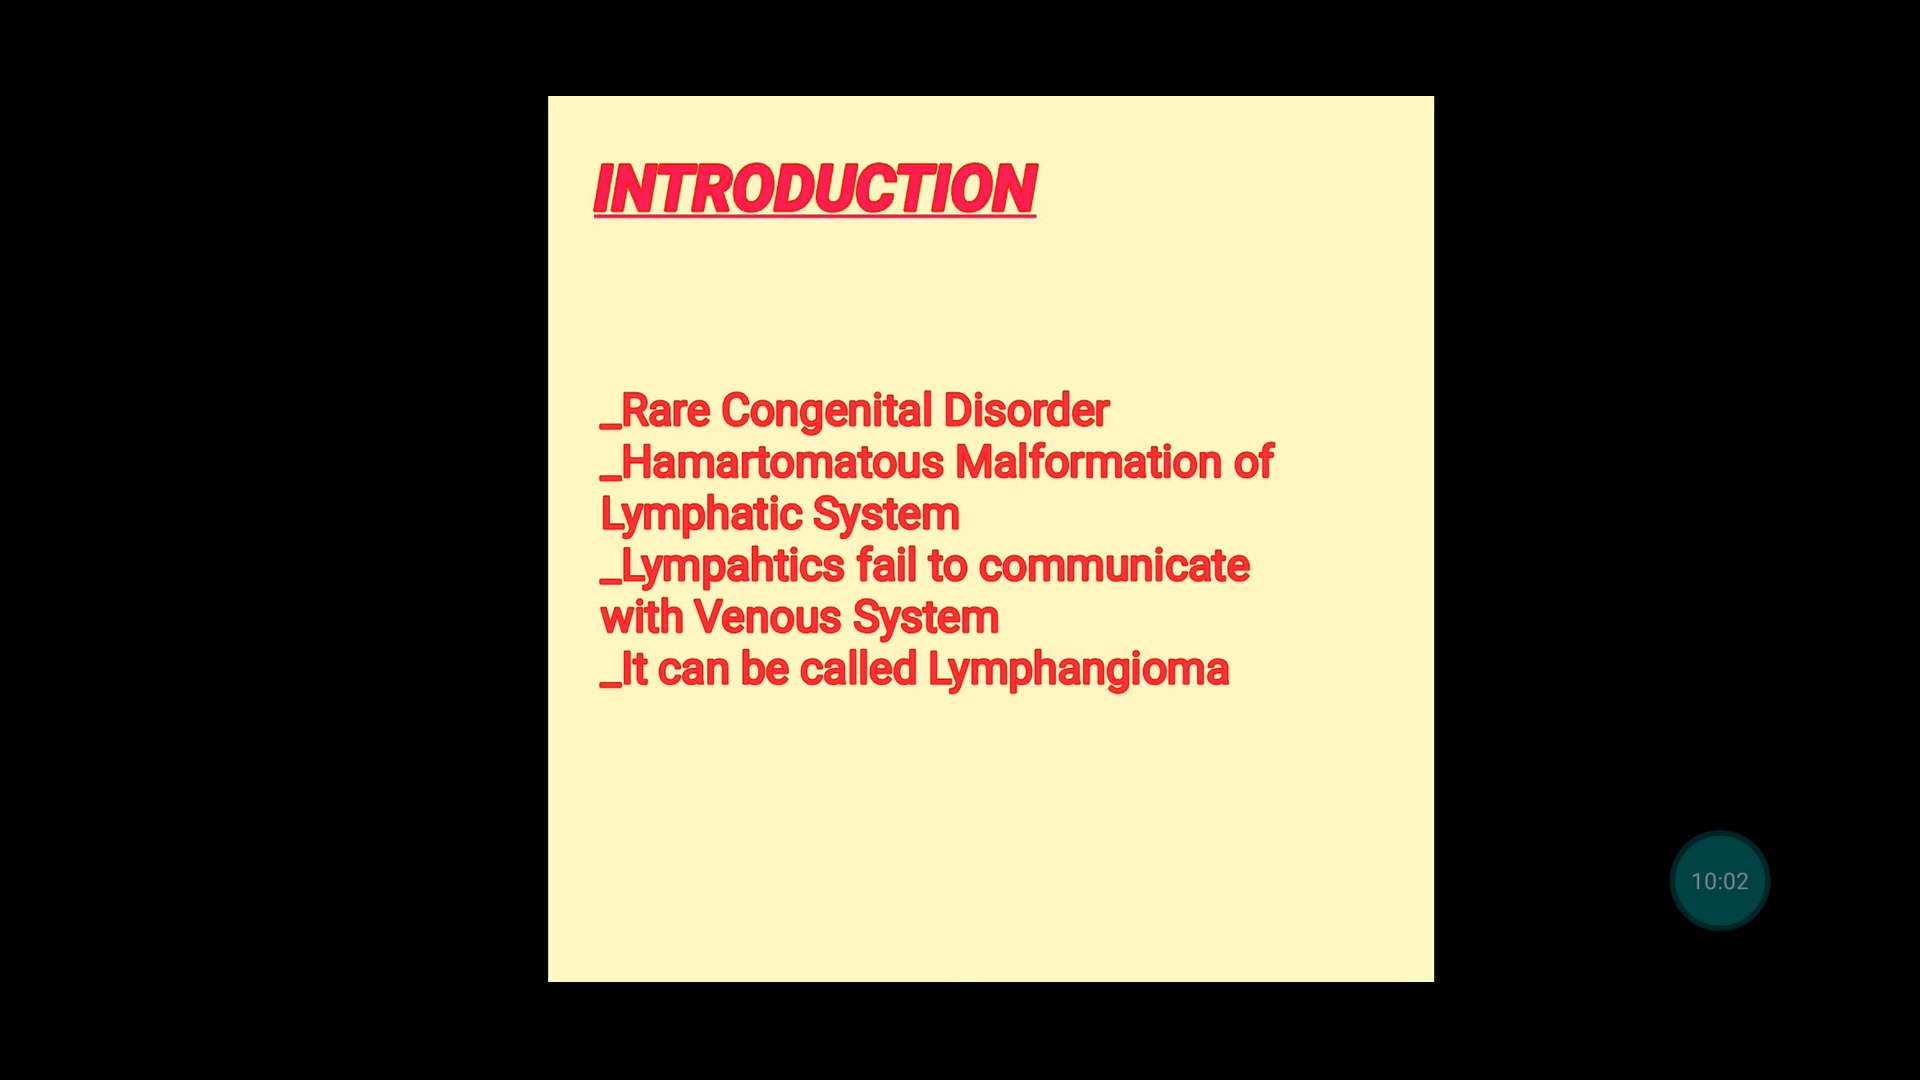 INTRODUCTION
_Rare Congenital Disorder
_Hamartomatous Malformation of
Lymphatic System
_Lympahtics fail to communicate
with Venous System
_It can be called Lymphangioma
10:02